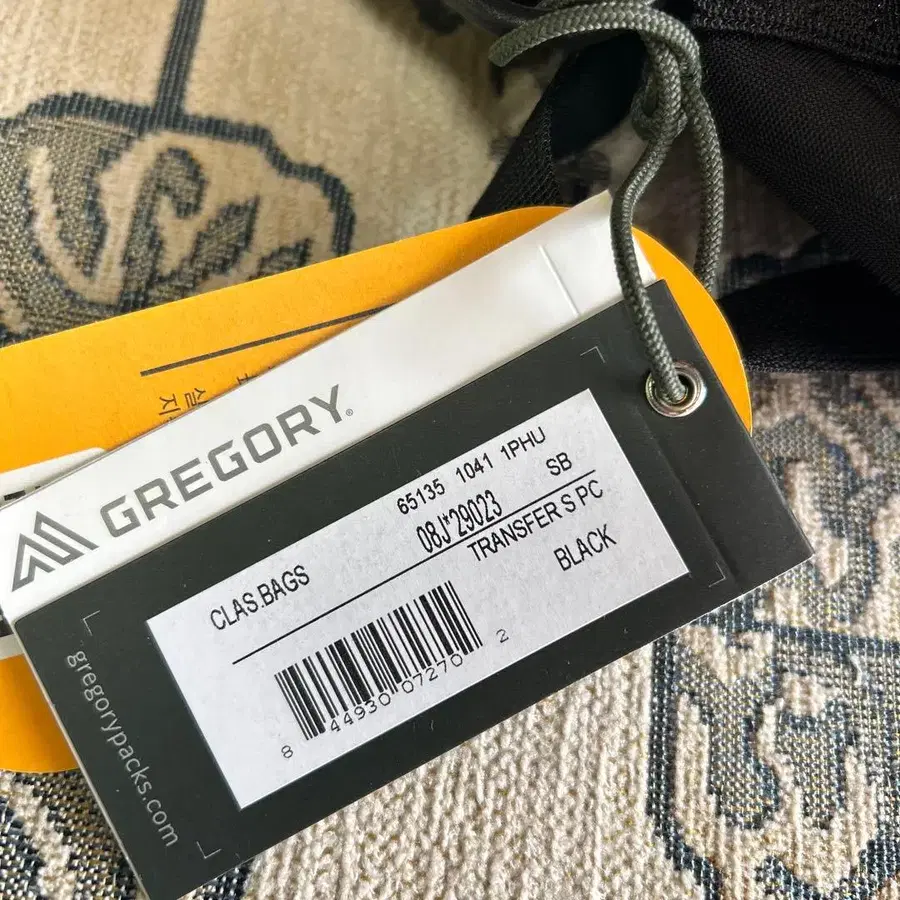 GREGORY®
65135 1041 1PHU
08J*29023 SB
CLAS.BAGS TRANSFER S PC
BLACK
8 44930 07270 2
gregorypacks.com